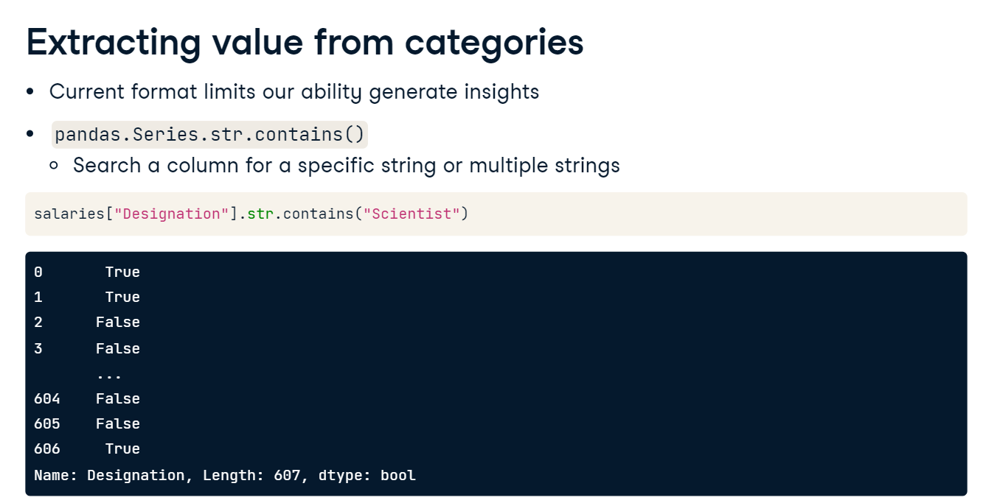 Extracting value from categories
• Current format limits our ability generate insights
• pandas.Series.str.contains()
◦ Search a column for a specific string or multiple strings
salaries["Designation"].str.contains("Scientist")
0       True
1       True
2      False
3      False
       ...
604    False
605    False
606     True
Name: Designation, Length: 607, dtype: bool